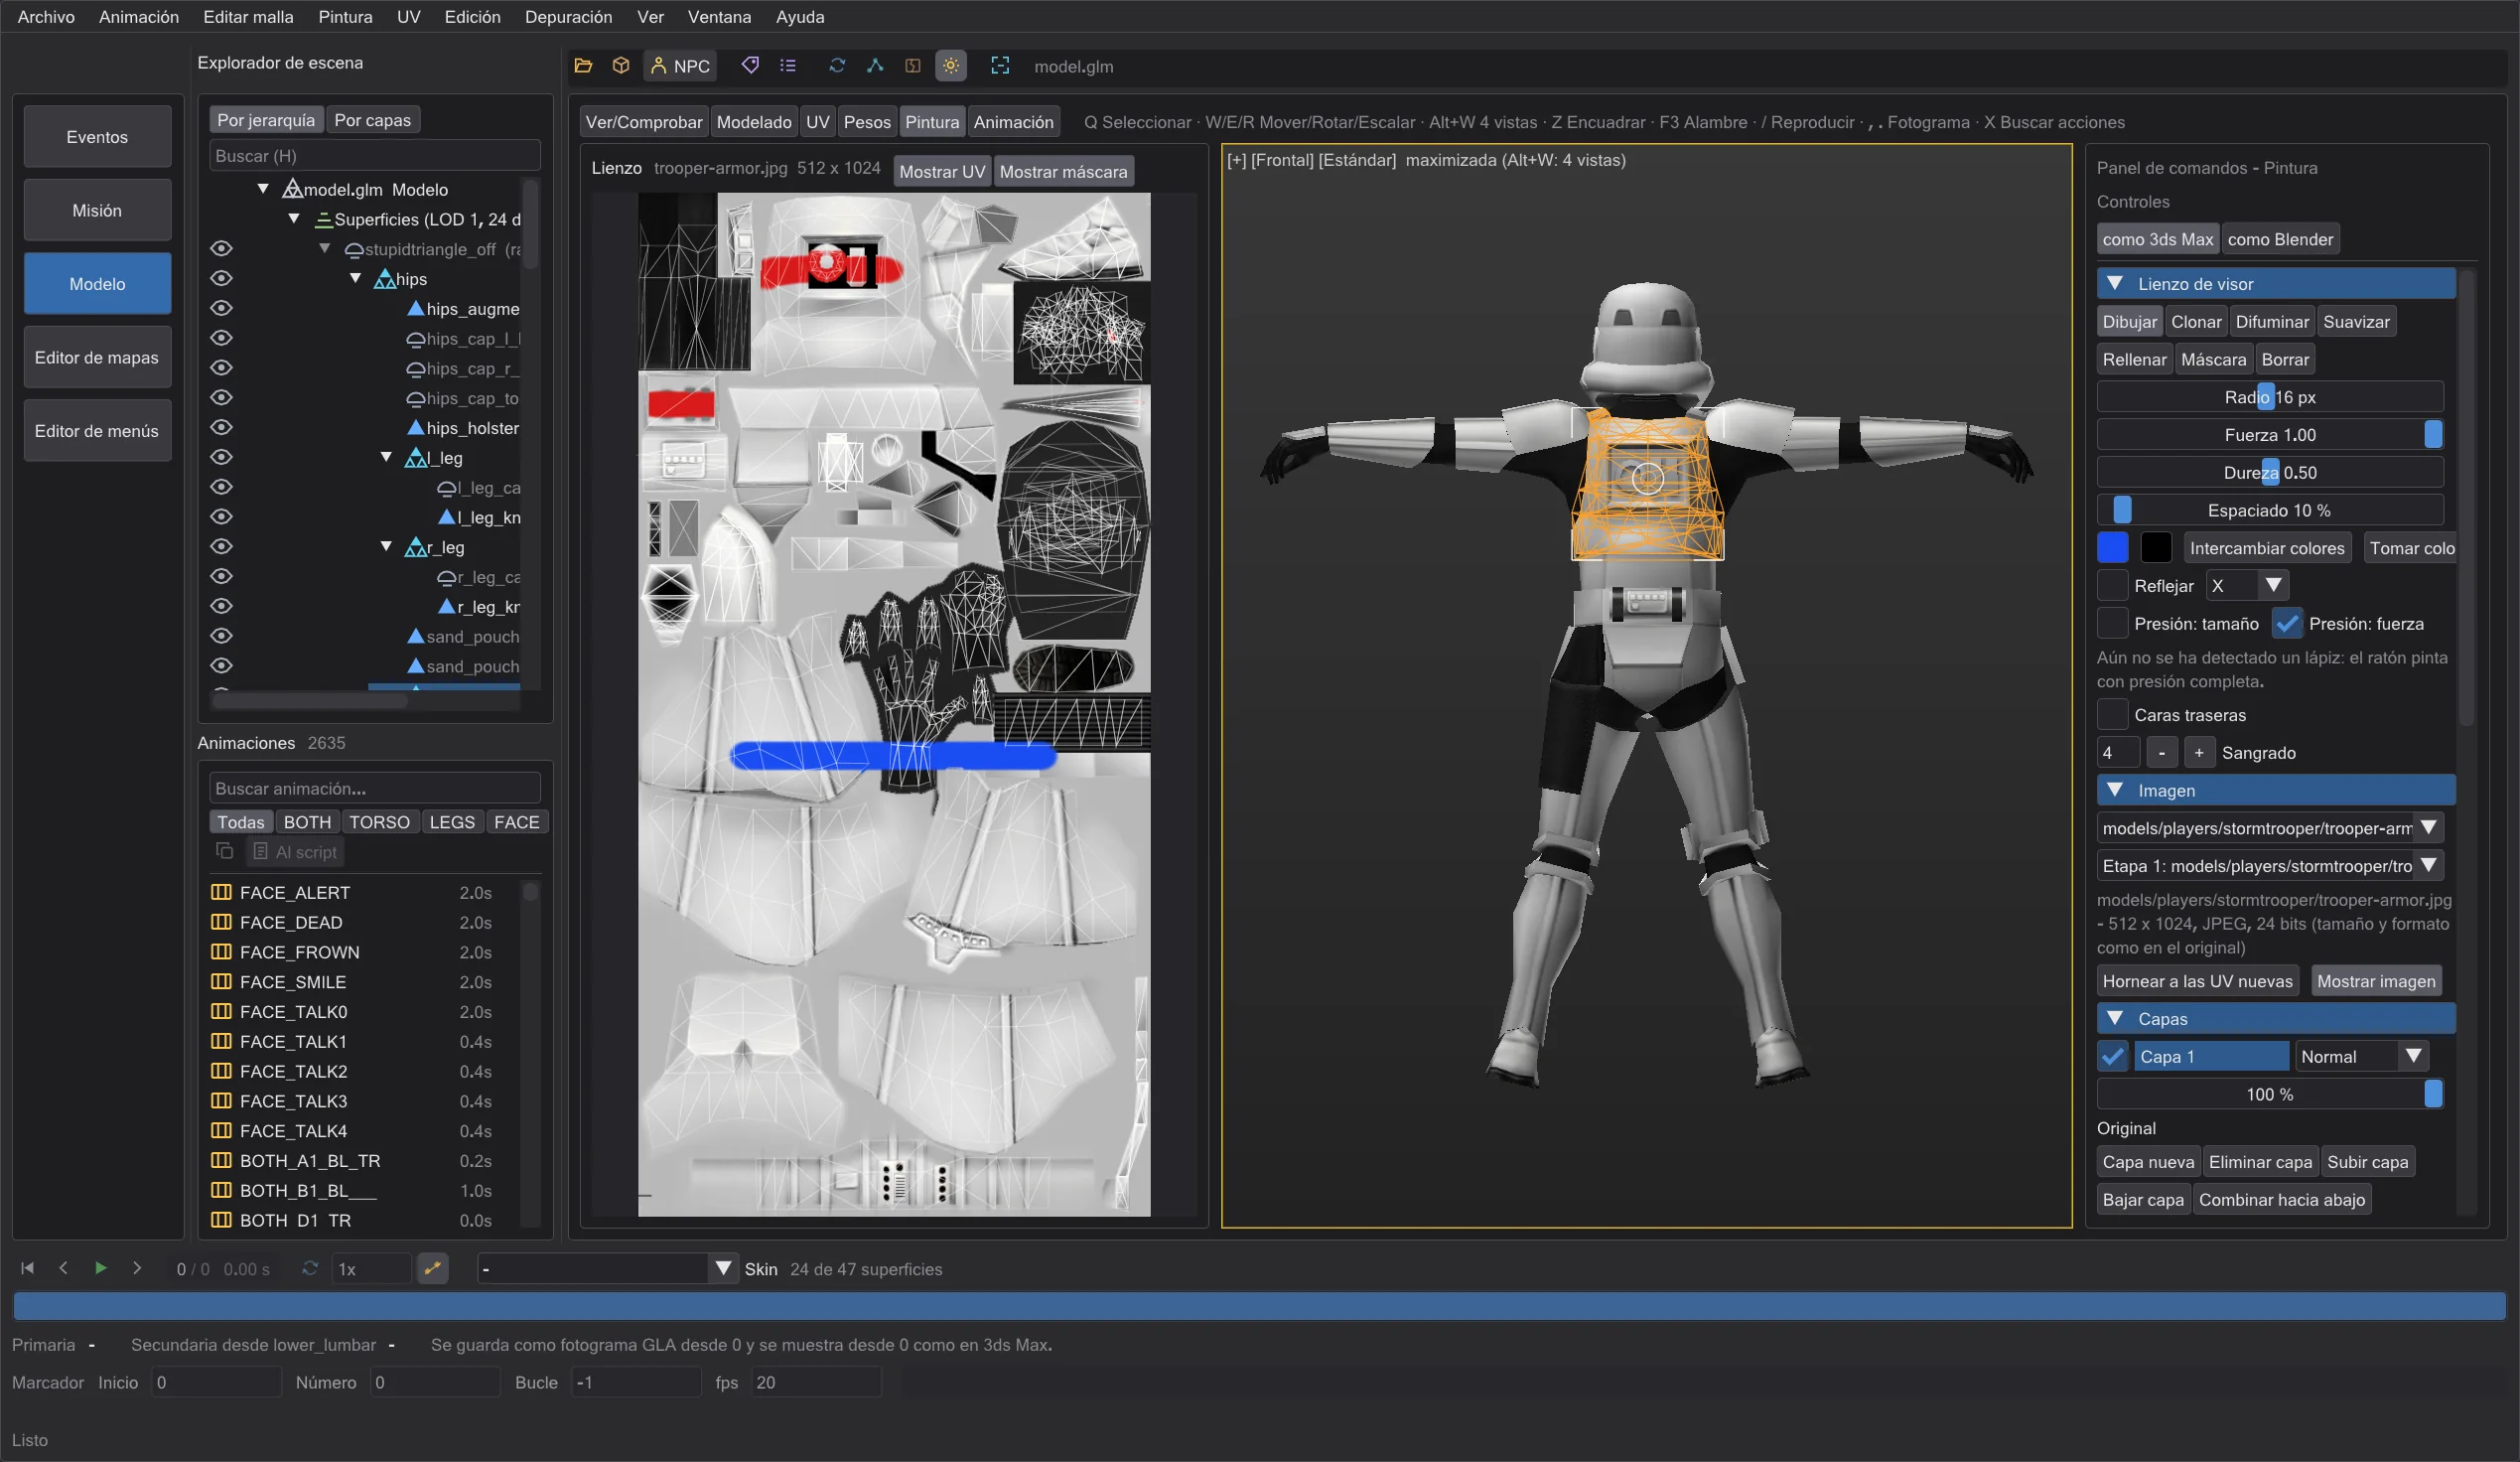 Archivo Animación Editar malla Pintura UV Edición Depuración Ver Ventana Ayuda
Eventos
Misión
Modelo
Editor de mapas
Editor de menús
Explorador de escena
Por jerarquía Por capas
Buscar (H)
model.glm Modelo
Superficies (LOD 1, 24 d
stupidtriangle_off (ra
hips
hips_augme
hips_cap_l_l
hips_cap_r_
hips_cap_to
hips_holster
l_leg
l_leg_ca
l_leg_kn
r_leg
r_leg_ca
r_leg_kn
sand_pouch
sand_pouch
Animaciones 2635
Buscar animación...
Todas BOTH TORSO LEGS FACE
Al script
FACE_ALERT 2.0s
FACE_DEAD 2.0s
FACE_FROWN 2.0s
FACE_SMILE 2.0s
FACE_TALK0 2.0s
FACE_TALK1 0.4s
FACE_TALK2 0.4s
FACE_TALK3 0.4s
FACE_TALK4 0.4s
BOTH_A1_BL_TR 0.2s
BOTH_B1_BL___ 1.0s
BOTH_D1_TR 0.0s
NPC model.glm
Ver/Comprobar Modelado UV Pesos Pintura Animación Q Seleccionar · W/E/R Mover/Rotar/Escalar · Alt+W 4 vistas · Z Encuadrar · F3 Alambre · / Reproducir · , . Fotograma · X Buscar acciones
Lienzo trooper-armor.jpg 512 x 1024 Mostrar UV Mostrar máscara
[+] [Frontal] [Estándar] maximizada (Alt+W: 4 vistas)
Panel de comandos - Pintura
Controles
como 3ds Max como Blender
Lienzo de visor
Dibujar Clonar Difuminar Suavizar
Rellenar Máscara Borrar
Radio 16 px
Fuerza 1.00
Dureza 0.50
Espaciado 10 %
Intercambiar colores Tomar colo
Reflejar X
Presión: tamaño Presión: fuerza
Aún no se ha detectado un lápiz: el ratón pinta
con presión completa.
Caras traseras
4 - + Sangrado
Imagen
models/players/stormtrooper/trooper-arm
Etapa 1: models/players/stormtrooper/tro
models/players/stormtrooper/trooper-armor.jpg
- 512 x 1024, JPEG, 24 bits (tamaño y formato
como en el original)
Hornear a las UV nuevas Mostrar imagen
Capas
Capa 1 Normal
100 %
Original
Capa nueva Eliminar capa Subir capa
Bajar capa Combinar hacia abajo
0 / 0 0.00 s 1x - Skin 24 de 47 superficies
Primaria - Secundaria desde lower_lumbar - Se guarda como fotograma GLA desde 0 y se muestra desde 0 como en 3ds Max.
Marcador Inicio 0 Número 0 Bucle -1 fps 20
Listo